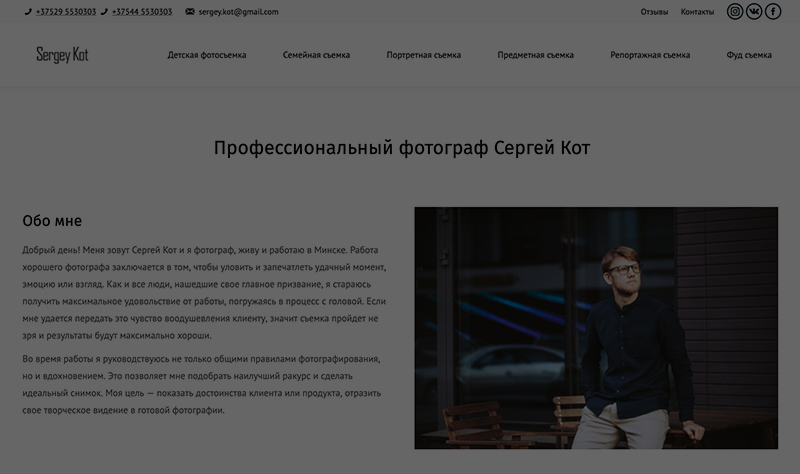 +37529 5530303 +37544 5530303 sergey.kot@gmail.com Отзывы Контакты
Sergey Kot Детская фотосъемка Семейная съемка Портретная съемка Предметная съемка Репортажная съемка Фуд съемка
Профессиональный фотограф Сергей Кот
Обо мне
Добрый день! Меня зовут Сергей Кот и я фотограф, живу и работаю в Минске. Работа
хорошего фотографа заключается в том, чтобы уловить и запечатлеть удачный момент,
эмоцию или взгляд. Как и все люди, нашедшие свое главное призвание, я стараюсь
получить максимальное удовольствие от работы, погружаясь в процесс с головой. Если
мне удается передать это чувство воодушевления клиенту, значит съемка пройдет не
зря и результаты будут максимально хороши.
Во время работы я руководствуюсь не только общими правилами фотографирования,
но и вдохновением. Это позволяет мне подобрать наилучший ракурс и сделать
идеальный снимок. Моя цель — показать достоинства клиента или продукта, отразить
свое творческое видение в готовой фотографии.